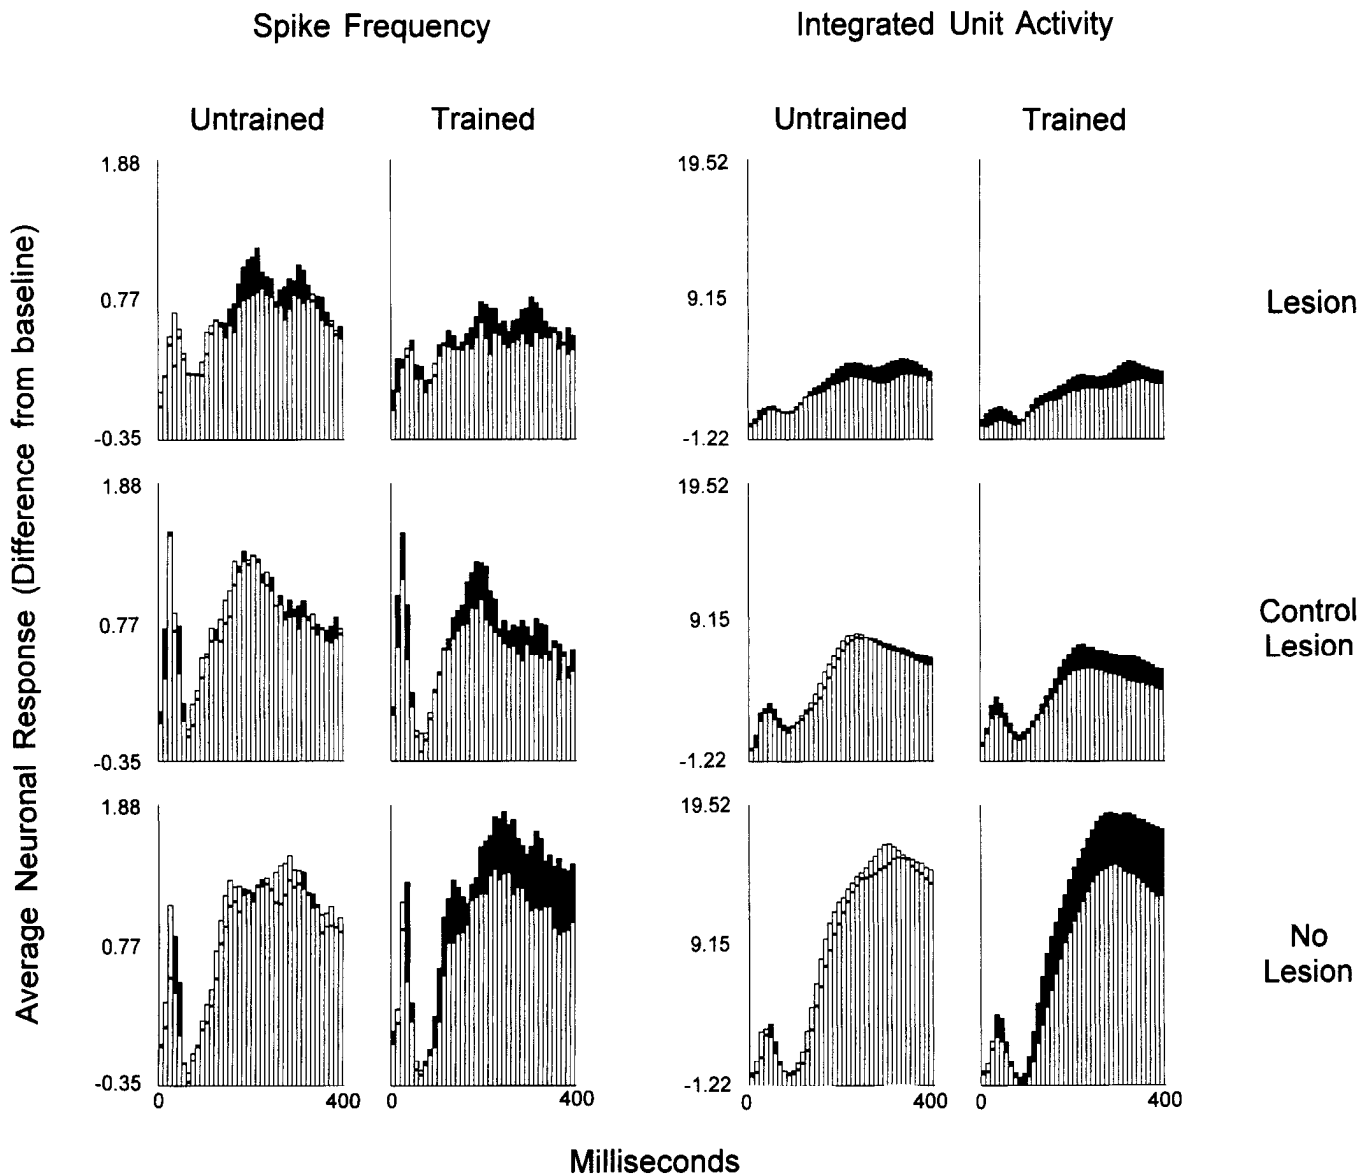 Spike Frequency
Integrated Unit Activity
Untrained
Trained
Untrained
Trained
Average Neuronal Response (Difference from baseline)
1.88
0.77
-0.35
19.52
9.15
-1.22
Lesion
1.88
0.77
-0.35
19.52
9.15
-1.22
Control
Lesion
1.88
0.77
-0.35
19.52
9.15
-1.22
No
Lesion
0
400
0
400
0
400
0
400
Milliseconds